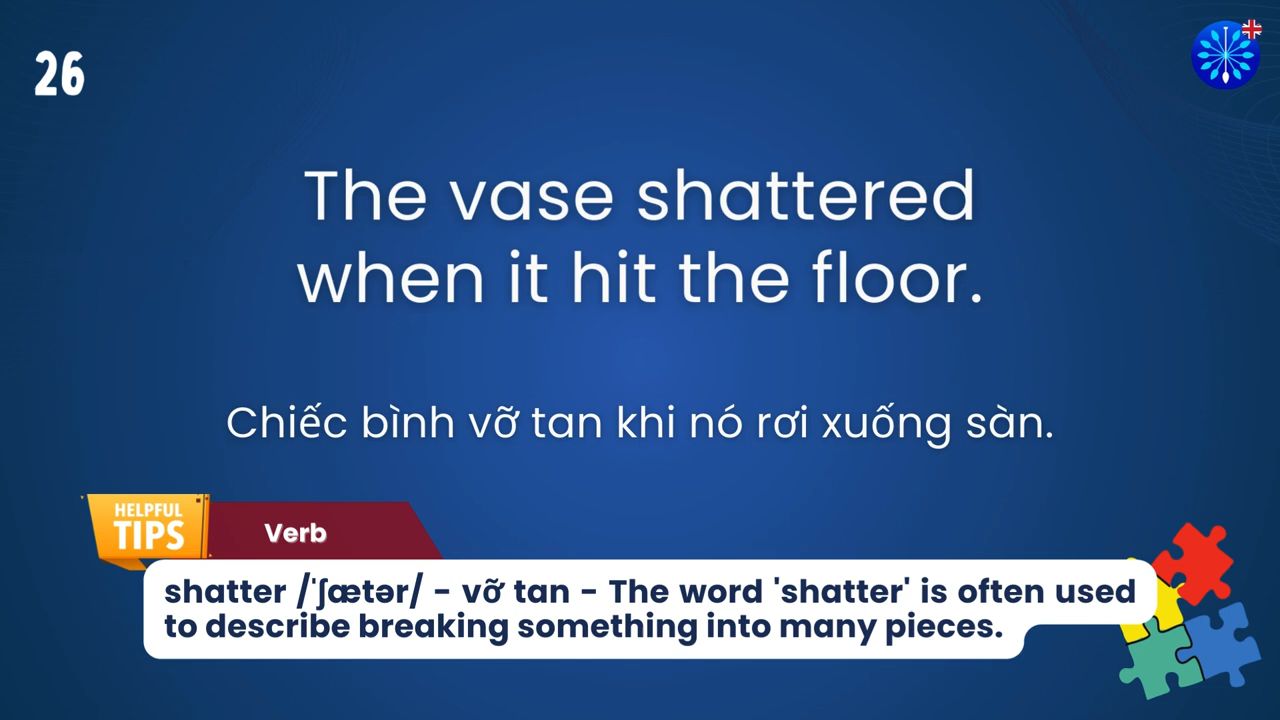 26
The vase shattered
when it hit the floor.
Chiếc bình vỡ tan khi nó rơi xuống sàn.
HELPFUL
TIPS
Verb
shatter /ˈʃætər/ - vỡ tan - The word 'shatter' is often used
to describe breaking something into many pieces.